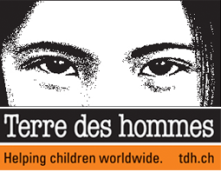 Terre des hommes
Helping children worldwide. tdh.ch